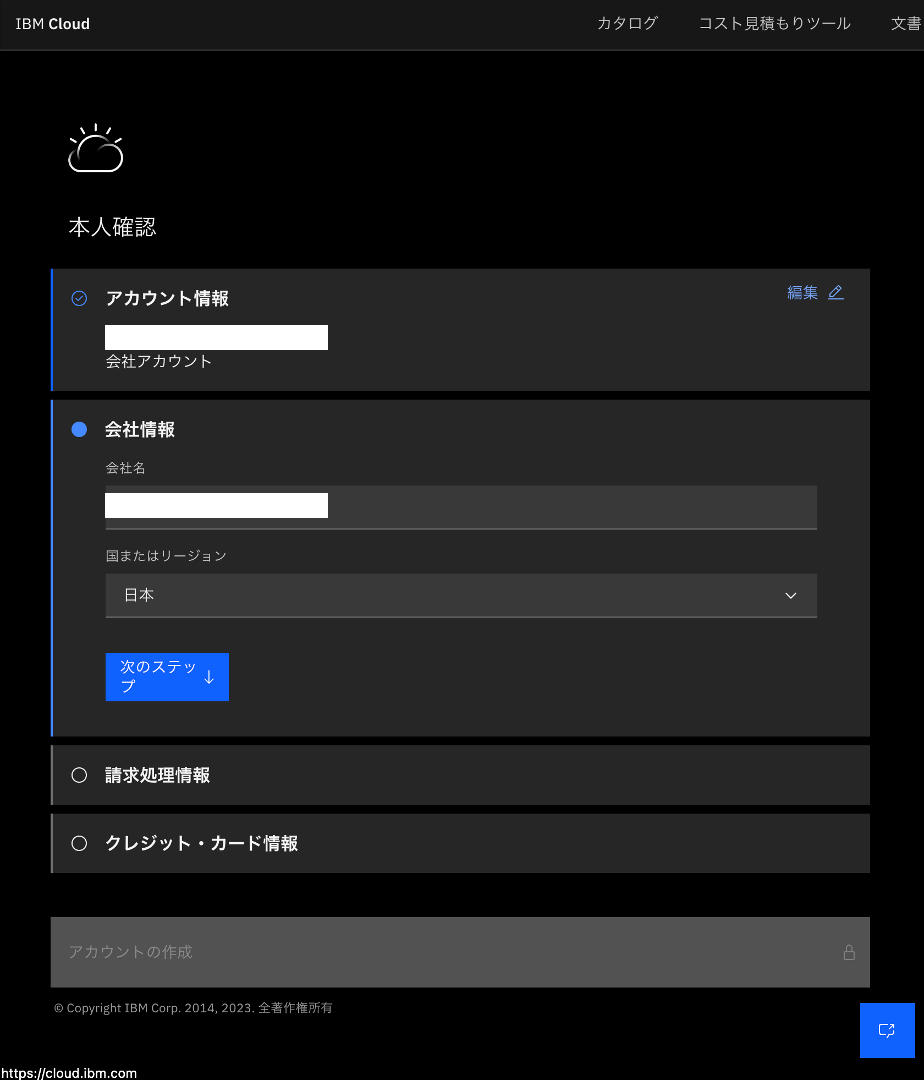 IBM Cloud
カタログ
コスト見積もりツール
文書
本人確認
アカウント情報
編集
会社アカウント
会社情報
会社名
国またはリージョン
日本
次のステッ
プ
請求処理情報
クレジット・カード情報
アカウントの作成
© Copyright IBM Corp. 2014, 2023. 全著作権所有
https://cloud.ibm.com